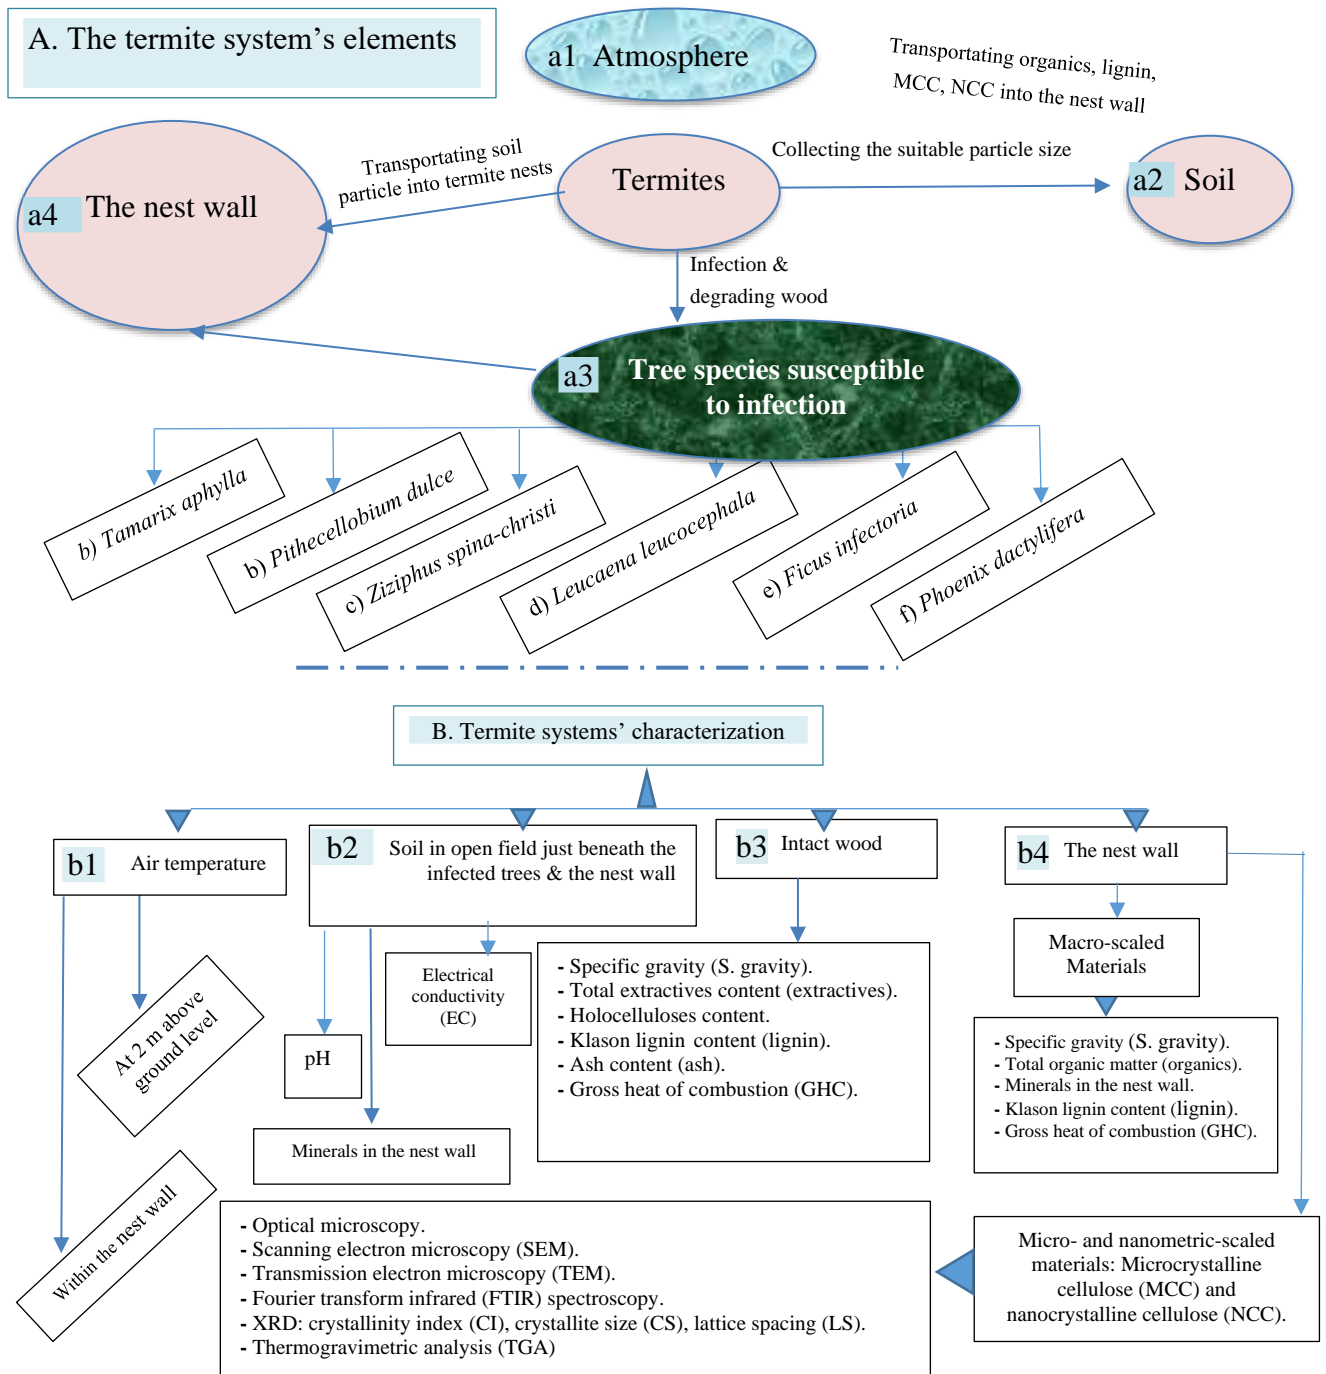 A. The termite system’s elements
a1 Atmosphere
Transportating organics, lignin,
MCC, NCC into the nest wall
a4 The nest wall
Transportating soil
particle into termite nests
Termites
Collecting the suitable particle size
a2 Soil
Infection &
degrading wood
a3 Tree species susceptible
to infection
b) Tamarix aphylla
b) Pithecellobium dulce
c) Ziziphus spina-christi
d) Leucaena leucocephala
e) Ficus infectoria
f) Phoenix dactylifera
B. Termite systems’ characterization
b1 Air temperature
At 2 m above
ground level
Within the nest wall
b2 Soil in open field just beneath the
infected trees & the nest wall
pH
Minerals in the nest wall
Electrical
conductivity
(EC)
b3 Intact wood
- Specific gravity (S. gravity).
- Total extractives content (extractives).
- Holocelluloses content.
- Klason lignin content (lignin).
- Ash content (ash).
- Gross heat of combustion (GHC).
b4 The nest wall
Macro-scaled
Materials
- Specific gravity (S. gravity).
- Total organic matter (organics).
- Minerals in the nest wall.
- Klason lignin content (lignin).
- Gross heat of combustion (GHC).
Micro- and nanometric-scaled
materials: Microcrystalline
cellulose (MCC) and
nanocrystalline cellulose (NCC).
- Optical microscopy.
- Scanning electron microscopy (SEM).
- Transmission electron microscopy (TEM).
- Fourier transform infrared (FTIR) spectroscopy.
- XRD: crystallinity index (CI), crystallite size (CS), lattice spacing (LS).
- Thermogravimetric analysis (TGA)